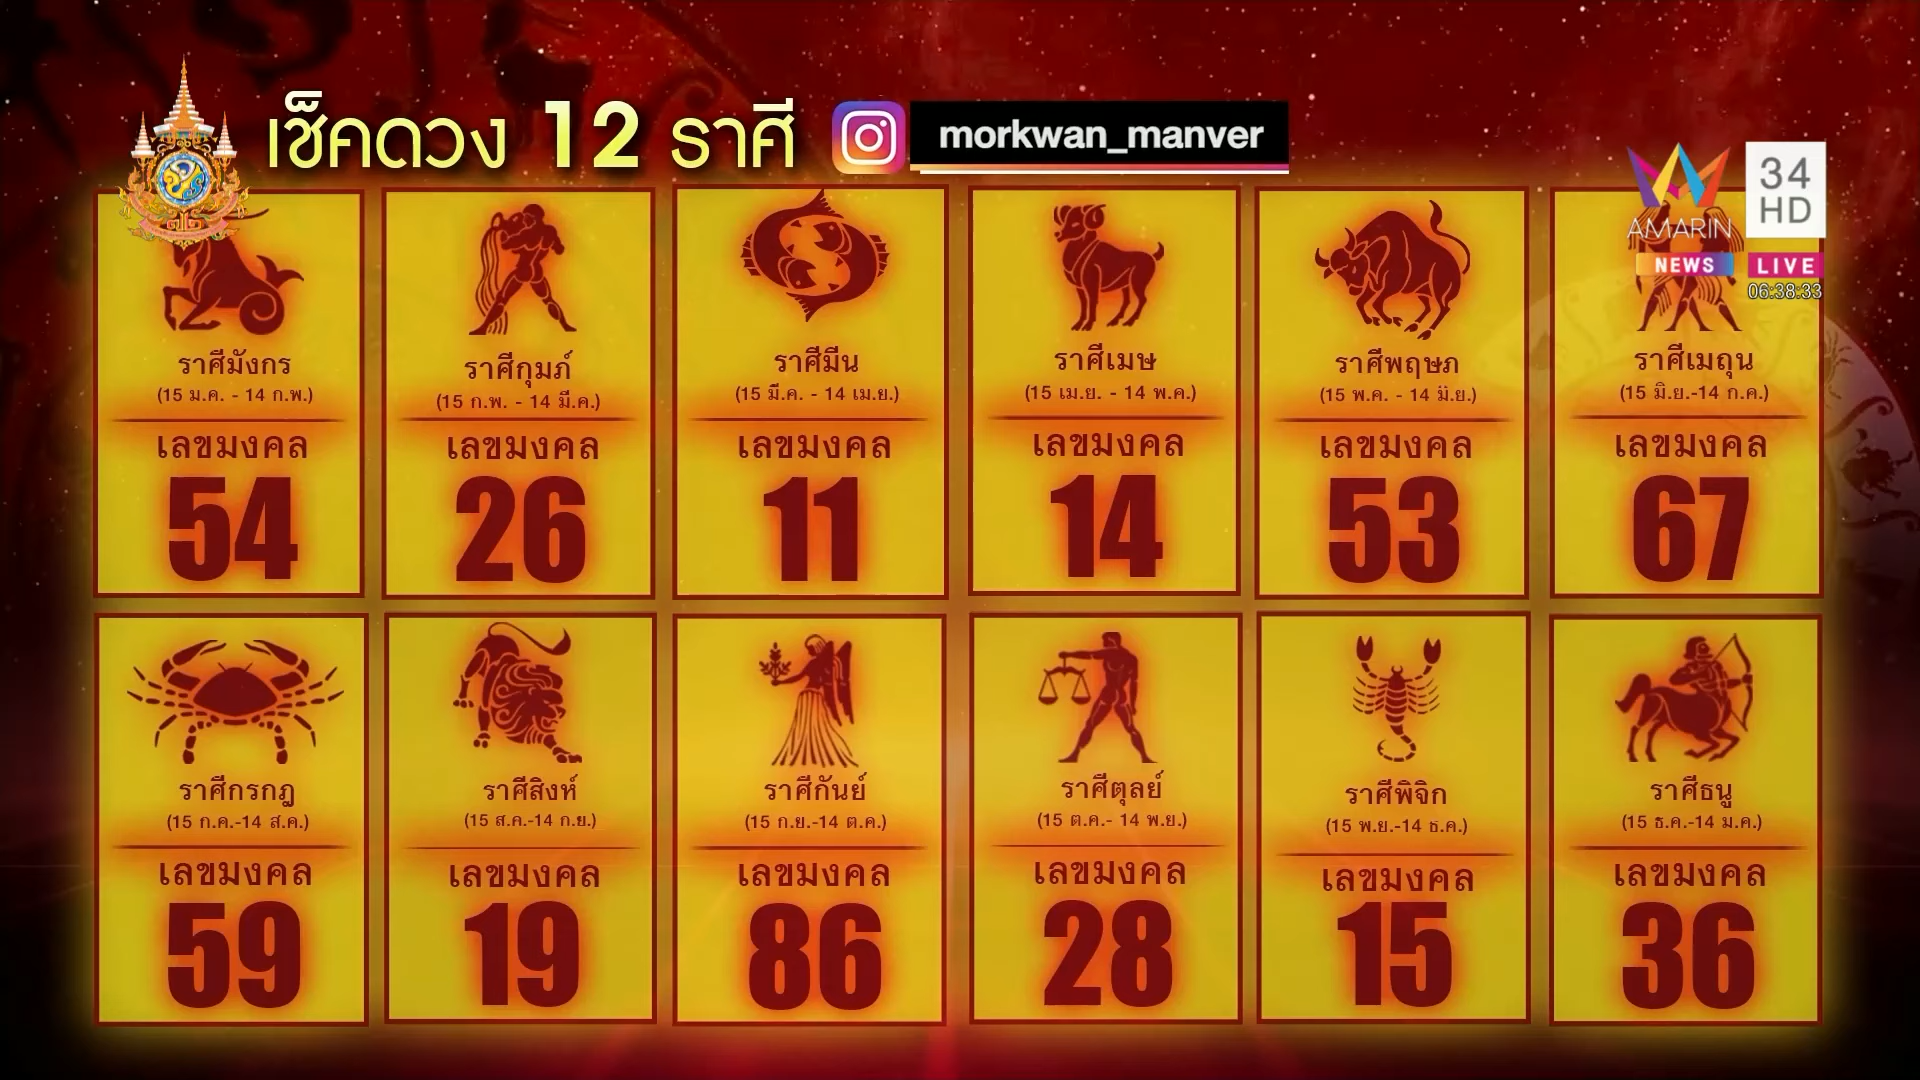 เช็คดวง 12 ราศี
morkwan_manver
AMARIN
34
HD
NEWS
LIVE
06:38:33
ราศีมังกร
(15 ม.ค. - 14 ก.พ.)
เลขมงคล
54
ราศีกุมภ์
(15 ก.พ. - 14 มี.ค.)
เลขมงคล
26
ราศีมีน
(15 มี.ค. - 14 เม.ย.)
เลขมงคล
11
ราศีเมษ
(15 เม.ย. - 14 พ.ค.)
เลขมงคล
14
ราศีพฤษภ
(15 พ.ค. - 14 มิ.ย.)
เลขมงคล
53
ราศีเมถุน
(15 มิ.ย.-14 ก.ค.)
เลขมงคล
67
ราศีกรกฎ
(15 ก.ค.-14 ส.ค.)
เลขมงคล
59
ราศีสิงห์
(15 ส.ค.-14 ก.ย.)
เลขมงคล
19
ราศีกันย์
(15 ก.ย.-14 ต.ค.)
เลขมงคล
86
ราศีตุลย์
(15 ต.ค.- 14 พ.ย.)
เลขมงคล
28
ราศีพิจิก
(15 พ.ย.-14 ธ.ค.)
เลขมงคล
15
ราศีธนู
(15 ธ.ค.-14 ม.ค.)
เลขมงคล
36